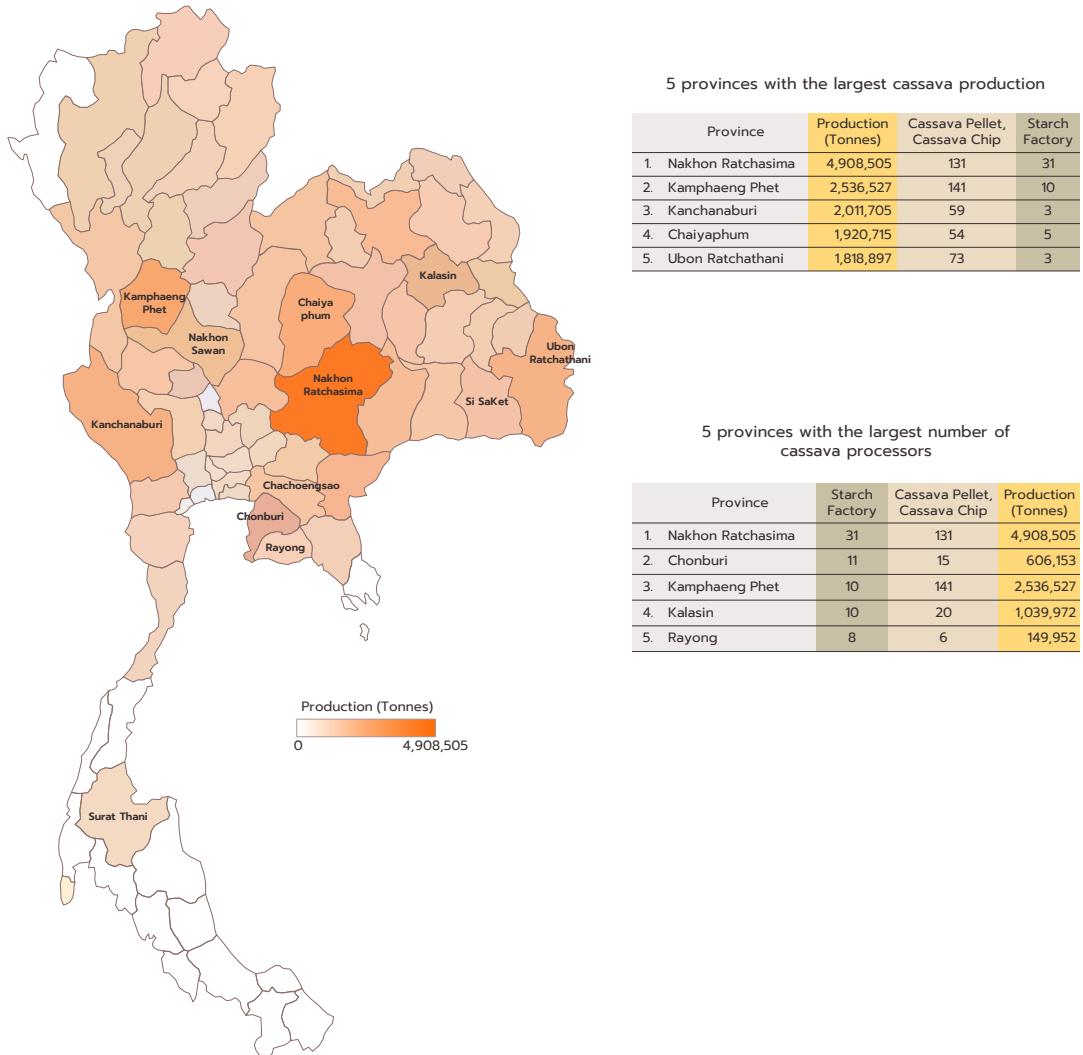 Kalasin
Kamphaeng
Phet
Chaiya
phum
Nakhon
Sawan
Ubon
Ratchathani
Nakhon
Ratchasima
Si SaKet
Kanchanaburi
Chachoengsao
Chonburi
Rayong
Surat Thani
Production (Tonnes)
0 4,908,505
5 provinces with the largest cassava production
Province Production (Tonnes) Cassava Pellet, Cassava Chip Starch Factory
1. Nakhon Ratchasima 4,908,505 131 31
2. Kamphaeng Phet 2,536,527 141 10
3. Kanchanaburi 2,011,705 59 3
4. Chaiyaphum 1,920,715 54 5
5. Ubon Ratchathani 1,818,897 73 3
5 provinces with the largest number of
cassava processors
Province Starch Factory Cassava Pellet, Cassava Chip Production (Tonnes)
1. Nakhon Ratchasima 31 131 4,908,505
2. Chonburi 11 15 606,153
3. Kamphaeng Phet 10 141 2,536,527
4. Kalasin 10 20 1,039,972
5. Rayong 8 6 149,952